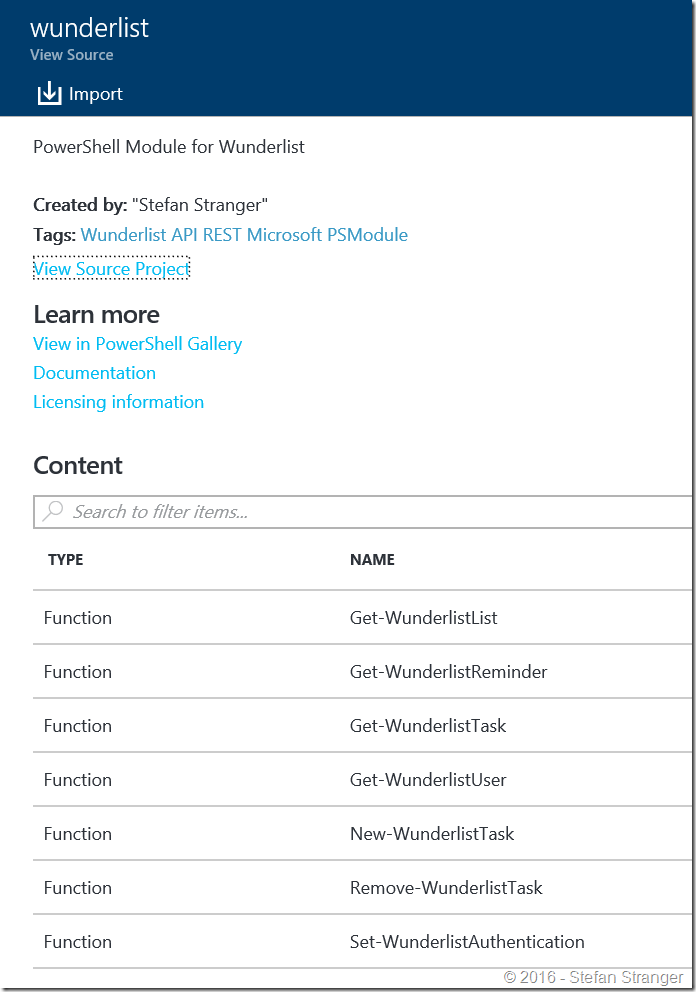 wunderlist
View Source
Import
PowerShell Module for Wunderlist
Created by: "Stefan Stranger"
Tags: Wunderlist API REST Microsoft PSModule
View Source Project
Learn more
View in PowerShell Gallery
Documentation
Licensing information
Content
Search to filter items...
TYPE NAME
Function Get-WunderlistList
Function Get-WunderlistReminder
Function Get-WunderlistTask
Function Get-WunderlistUser
Function New-WunderlistTask
Function Remove-WunderlistTask
Function Set-WunderlistAuthentication
© 2016 - Stefan Stranger